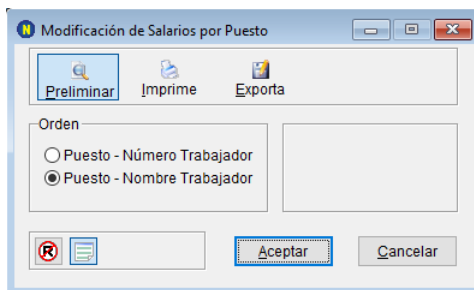 N Modificación de Salarios por Puesto
Preliminar Imprime Exporta
Orden
Puesto - Número Trabajador
Puesto - Nombre Trabajador
R
Aceptar Cancelar